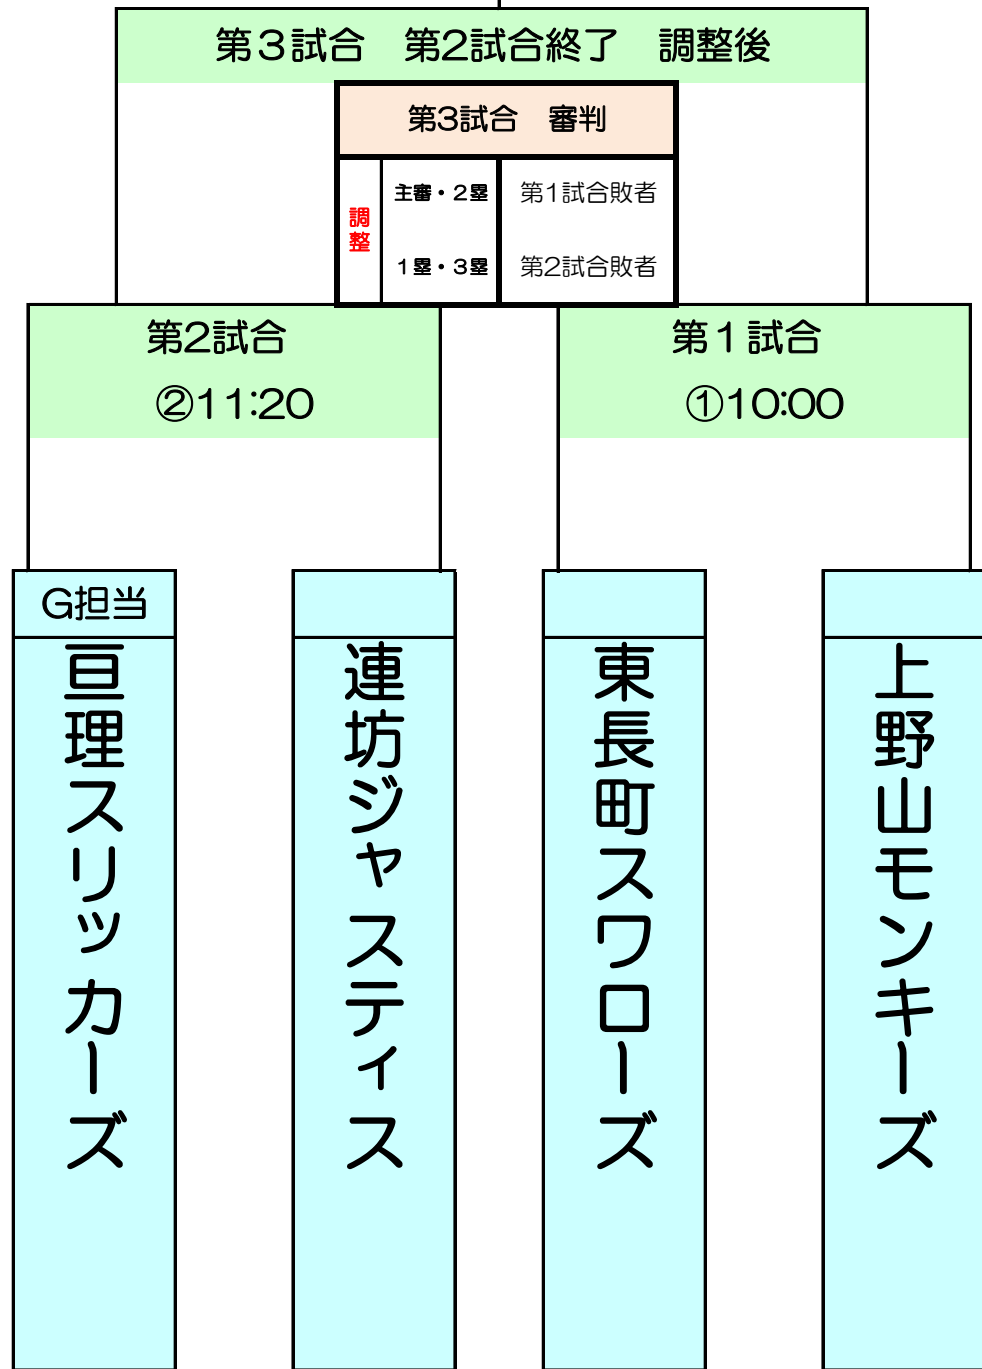 第３試合　第2試合終了　調整後
第3試合　審判
調整
主審・２塁　第1試合敗者
１塁・３塁　第2試合敗者
第2試合
②11:20
第１試合
①10:00
G担当
亘理スリッカーズ
連坊ジャスティス
東長町スワローズ
上野山モンキーズ